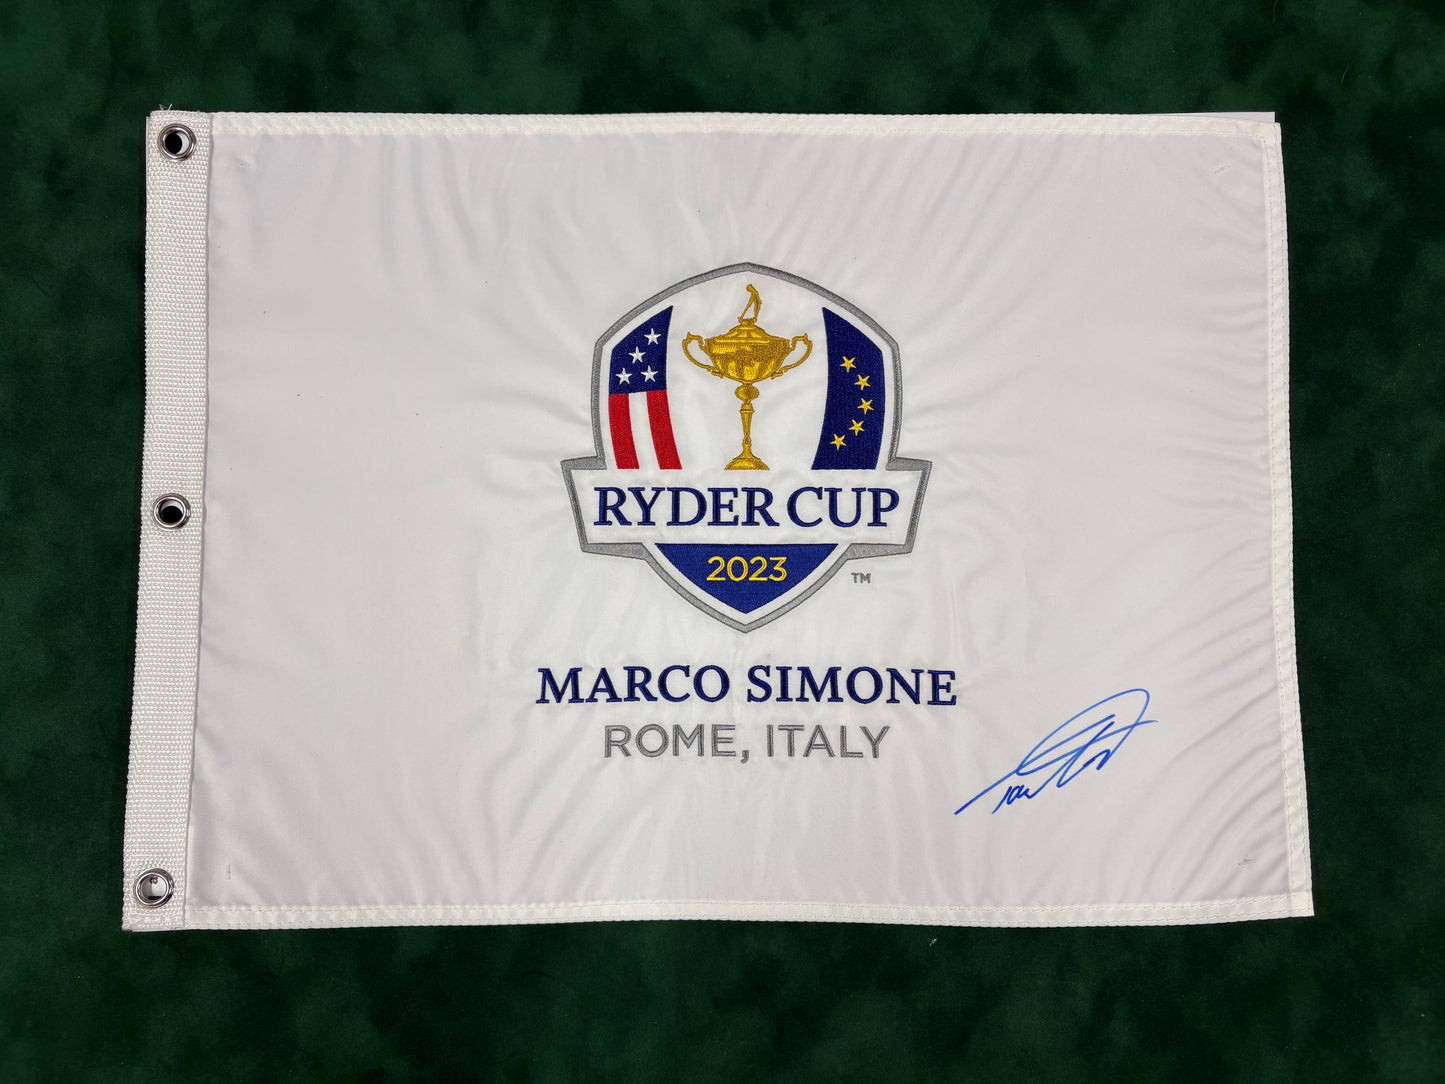 RYDER CUP
2023
TM
MARCO SIMONE
ROME, ITALY